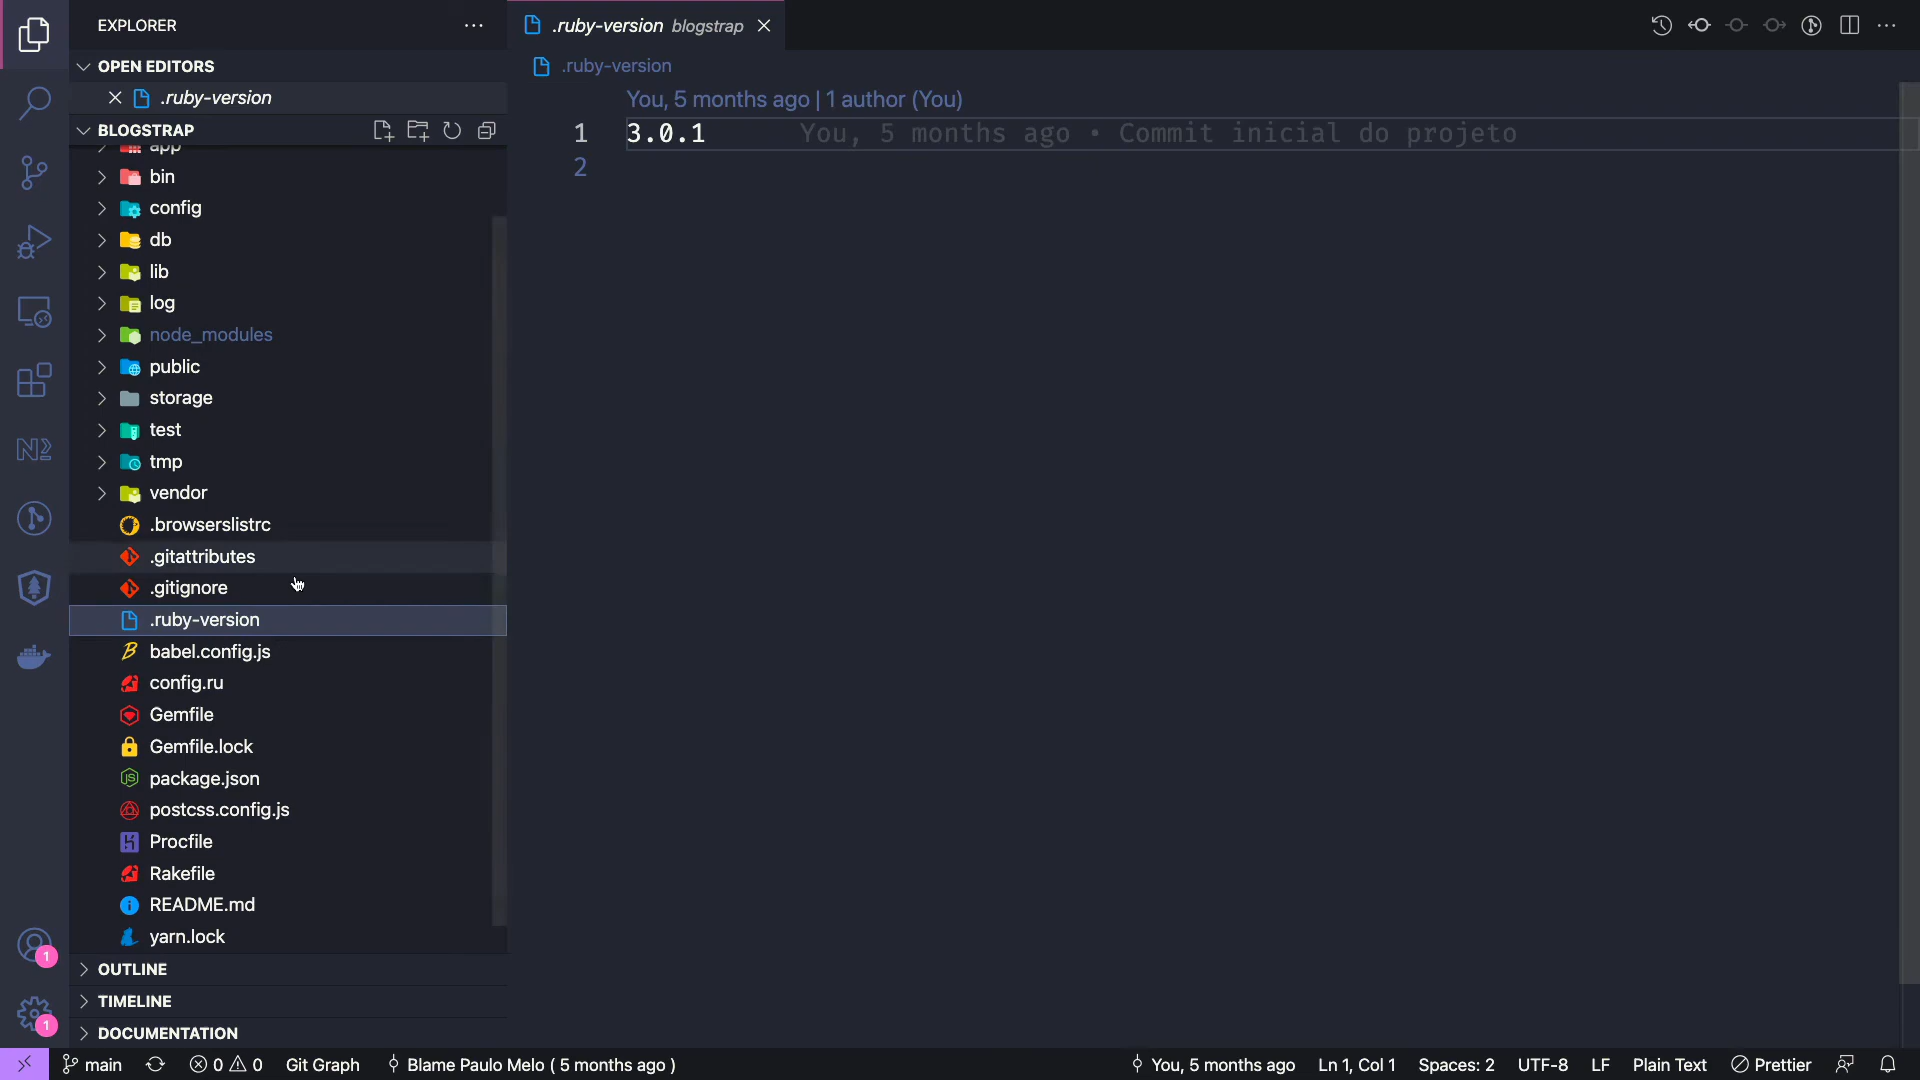 EXPLORER
.ruby-version blogstrap
OPEN EDITORS
.ruby-version
.ruby-version
You, 5 months ago | 1 author (You)
BLOGSTRAP
1 3.0.1 You, 5 months ago • Commit inicial do projeto
2
app
bin
config
db
lib
log
node_modules
public
storage
test
tmp
vendor
.browserslistrc
.gitattributes
.gitignore
.ruby-version
babel.config.js
config.ru
Gemfile
Gemfile.lock
package.json
postcss.config.js
Procfile
Rakefile
README.md
yarn.lock
1
OUTLINE
TIMELINE
1
DOCUMENTATION
main 0 0 Git Graph Blame Paulo Melo ( 5 months ago ) You, 5 months ago Ln 1, Col 1 Spaces: 2 UTF-8 LF Plain Text Prettier